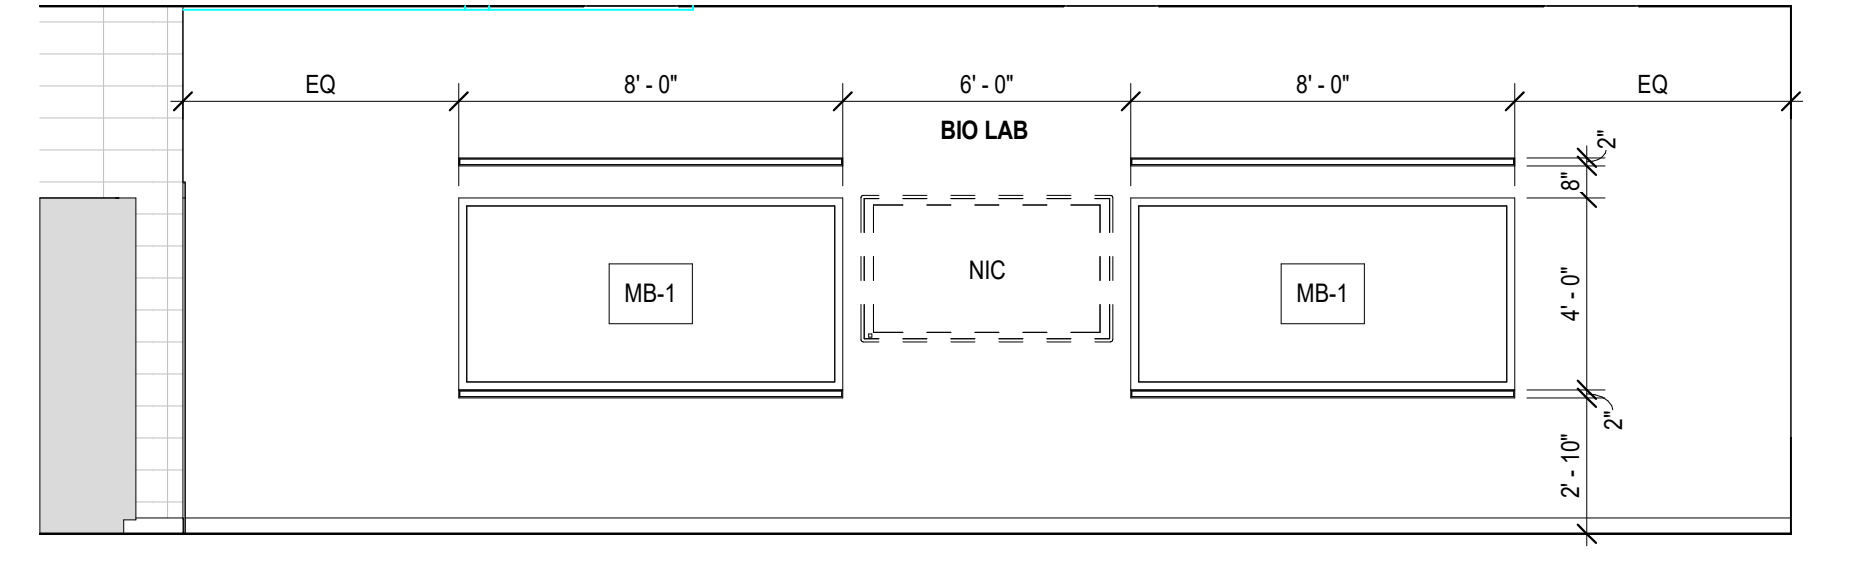 EQ
8' - 0"
6' - 0"
8' - 0"
EQ
BIO LAB
2"
8"
NIC
MB-1
MB-1
4' - 0"
2"
2' - 10"